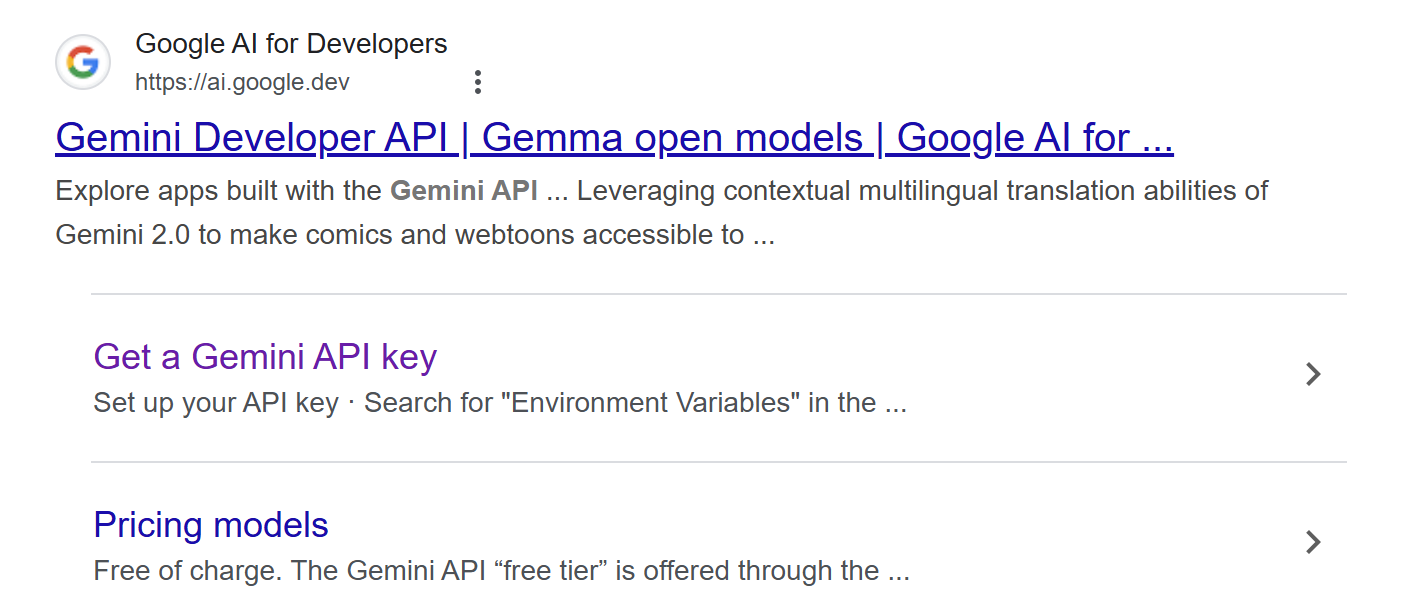 Google AI for Developers
https://ai.google.dev
Gemini Developer API | Gemma open models | Google AI for ...
Explore apps built with the Gemini API ... Leveraging contextual multilingual translation abilities of
Gemini 2.0 to make comics and webtoons accessible to ...
Get a Gemini API key
Set up your API key · Search for "Environment Variables" in the ...
Pricing models
Free of charge. The Gemini API “free tier” is offered through the ...